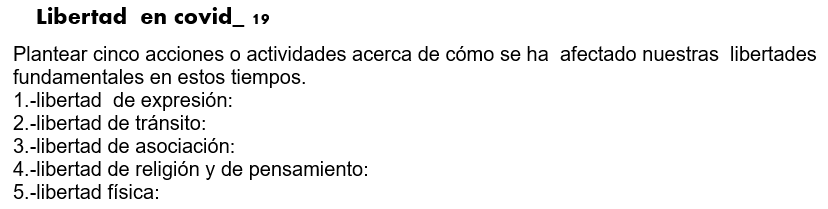 Libertad en covid_ 19
Plantear cinco acciones o actividades acerca de cómo se ha afectado nuestras libertades
fundamentales en estos tiempos.
1.-libertad de expresión:
2.-libertad de tránsito:
3.-libertad de asociación:
4.-libertad de religión y de pensamiento:
5.-libertad física: